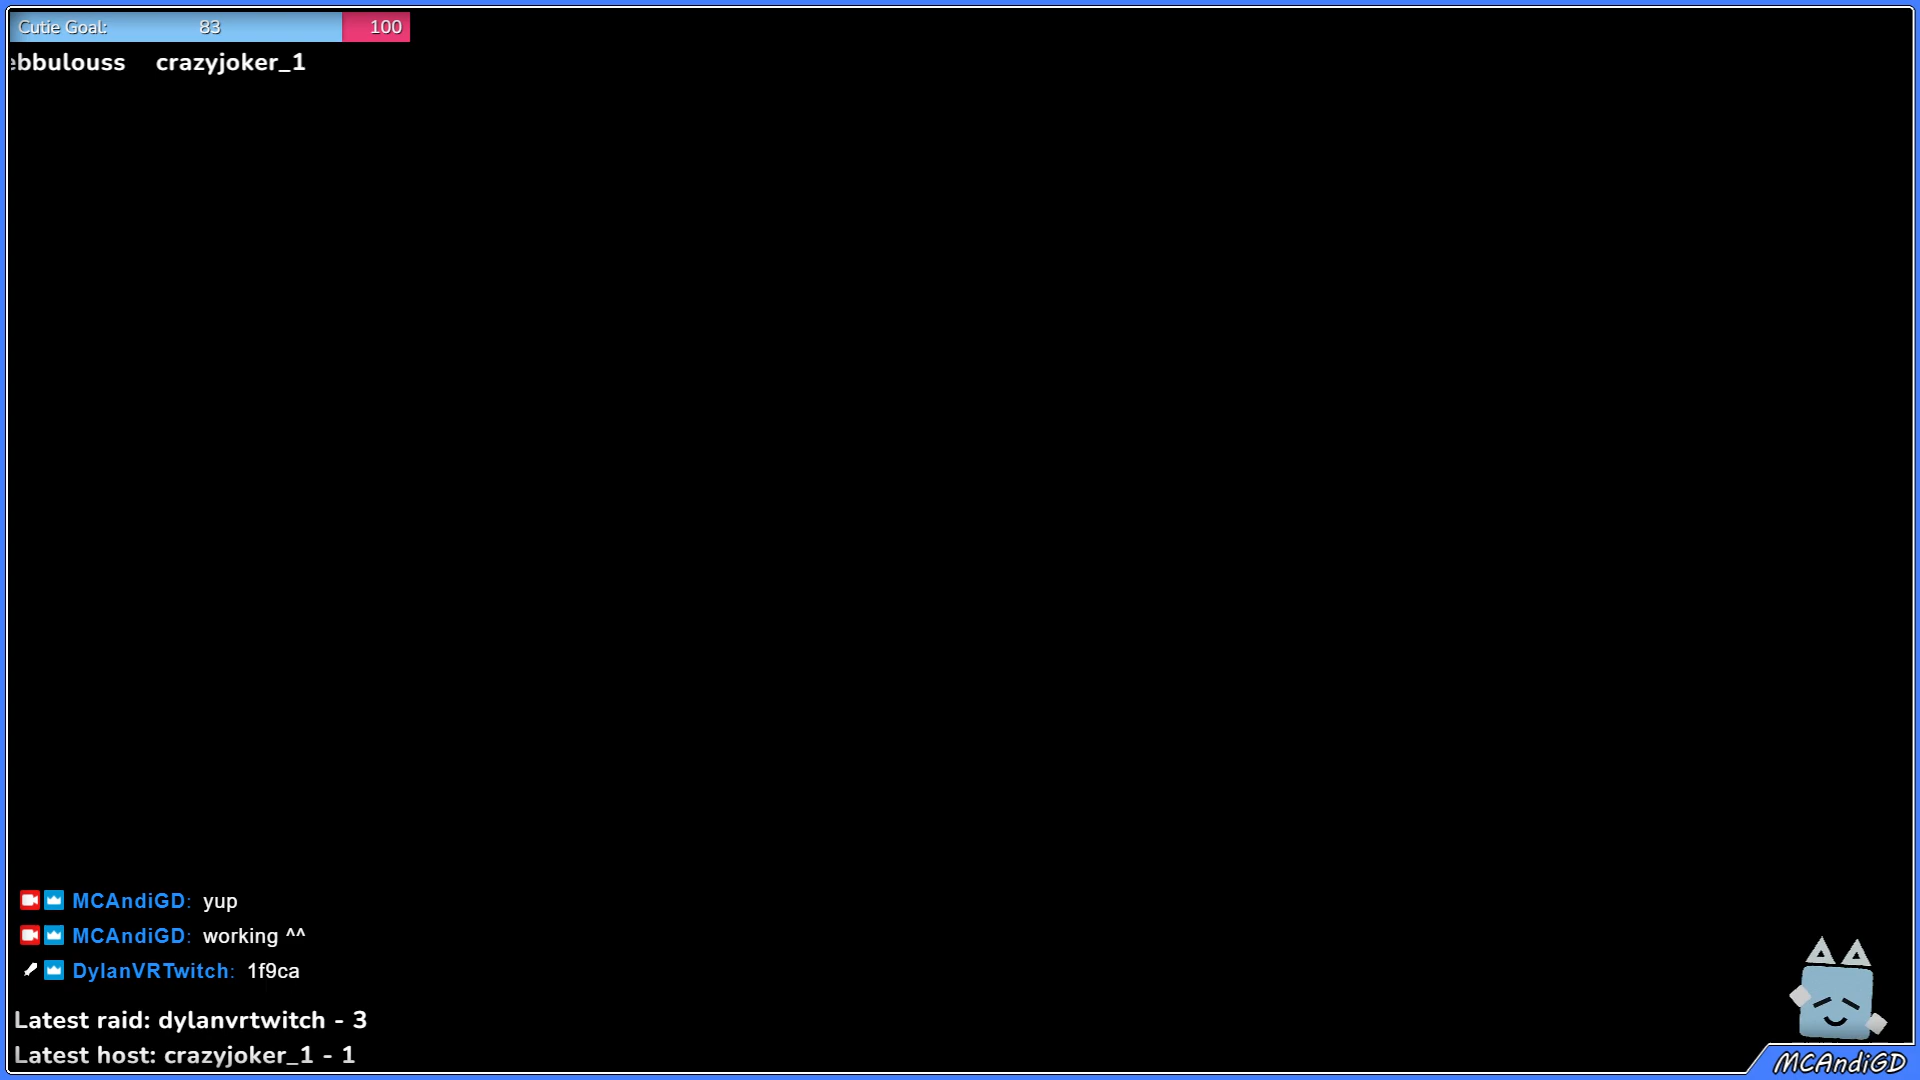 Cutie Goal: 83 100
ebbulouss crazyjoker_1
MCAndiGD: yup
MCAndiGD: working ^^
DylanVRTwitch: 1f9ca
Latest raid: dylanvrtwitch - 3
Latest host: crazyjoker_1 - 1
MCAndiGD